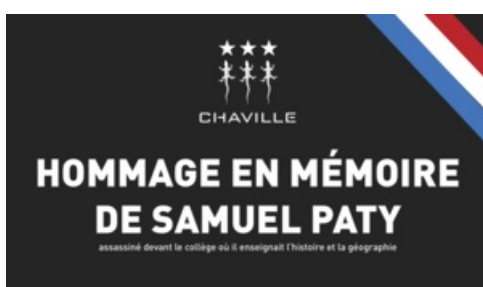 CHAVILLE
HOMMAGE EN MÉMOIRE
DE SAMUEL PATY
assassiné devant le collège où il enseignait l'histoire et la géographie